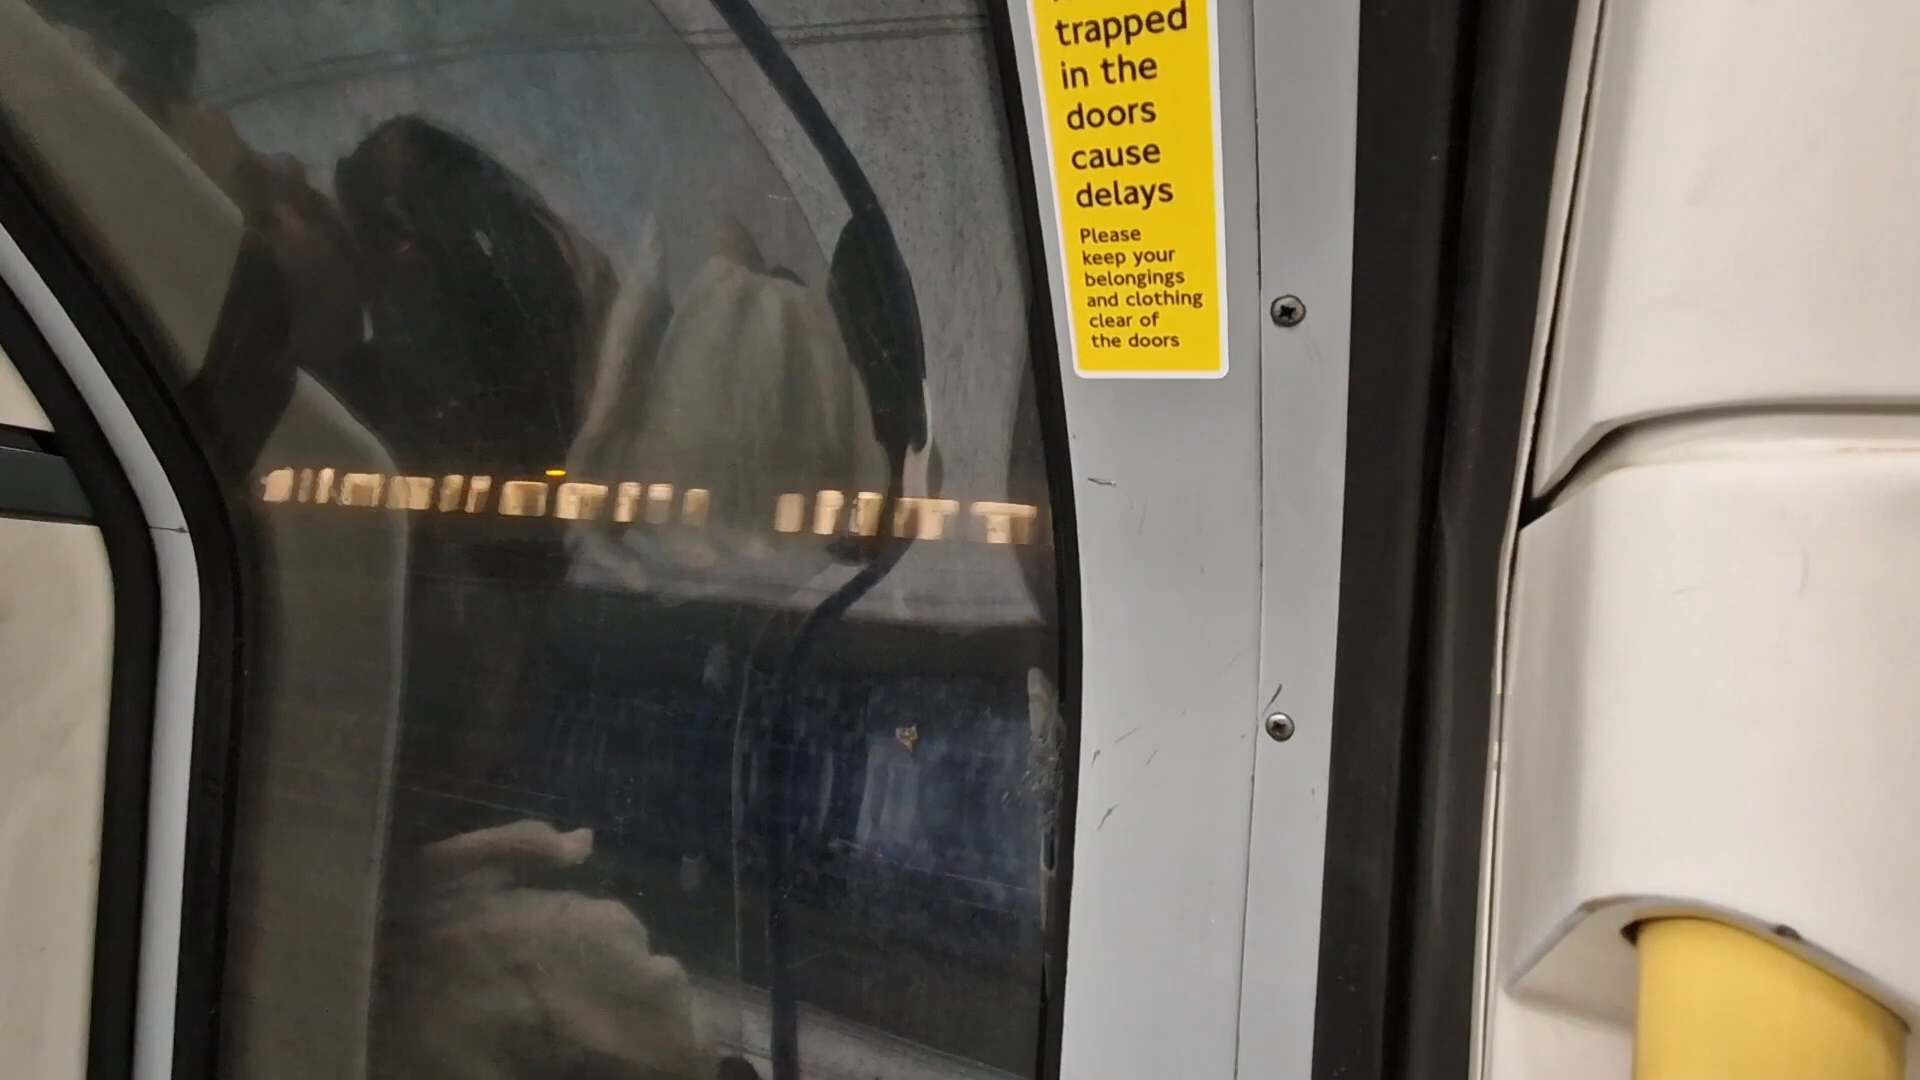 trapped
in the
doors
cause
delays
Please
keep your
belongings
and clothing
clear of
the doors